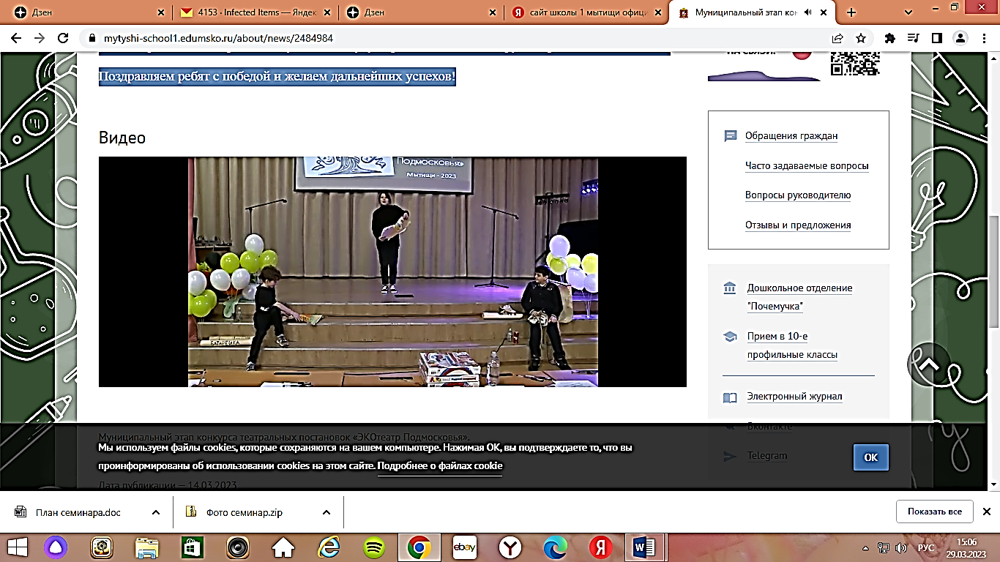 Дзен
4153 · Infected Items — Яндек
Дзен
сайт школы 1 мытищи офиц
Муниципальный этап кон
mytyshi-school1.edumsko.ru/about/news/2484984
Поздравляем ребят с победой и желаем дальнейших успехов!
Видео
Подмосковья»
Мытищи - 2023
Обращения граждан
Часто задаваемые вопросы
Вопросы руководителю
Отзывы и предложения
Дошкольное отделение
"Почемучка"
Прием в 10-е
профильные классы
Электронный журнал
Вконтакте
Telegram
Муниципальный этап конкурса театральных постановок «ЭКОтеатр Подмосковья».
Мы используем файлы cookies, которые сохраняются на вашем компьютере. Нажимая ОК, вы подтверждаете то, что вы
проинформированы об использовании cookies на этом сайте. Подробнее о файлах cookie
OK
Дата публикации — 14.03.2023
План семинара.doc
Фото семинар.zip
Показать все
ebay
РУС
15:06
29.03.2023